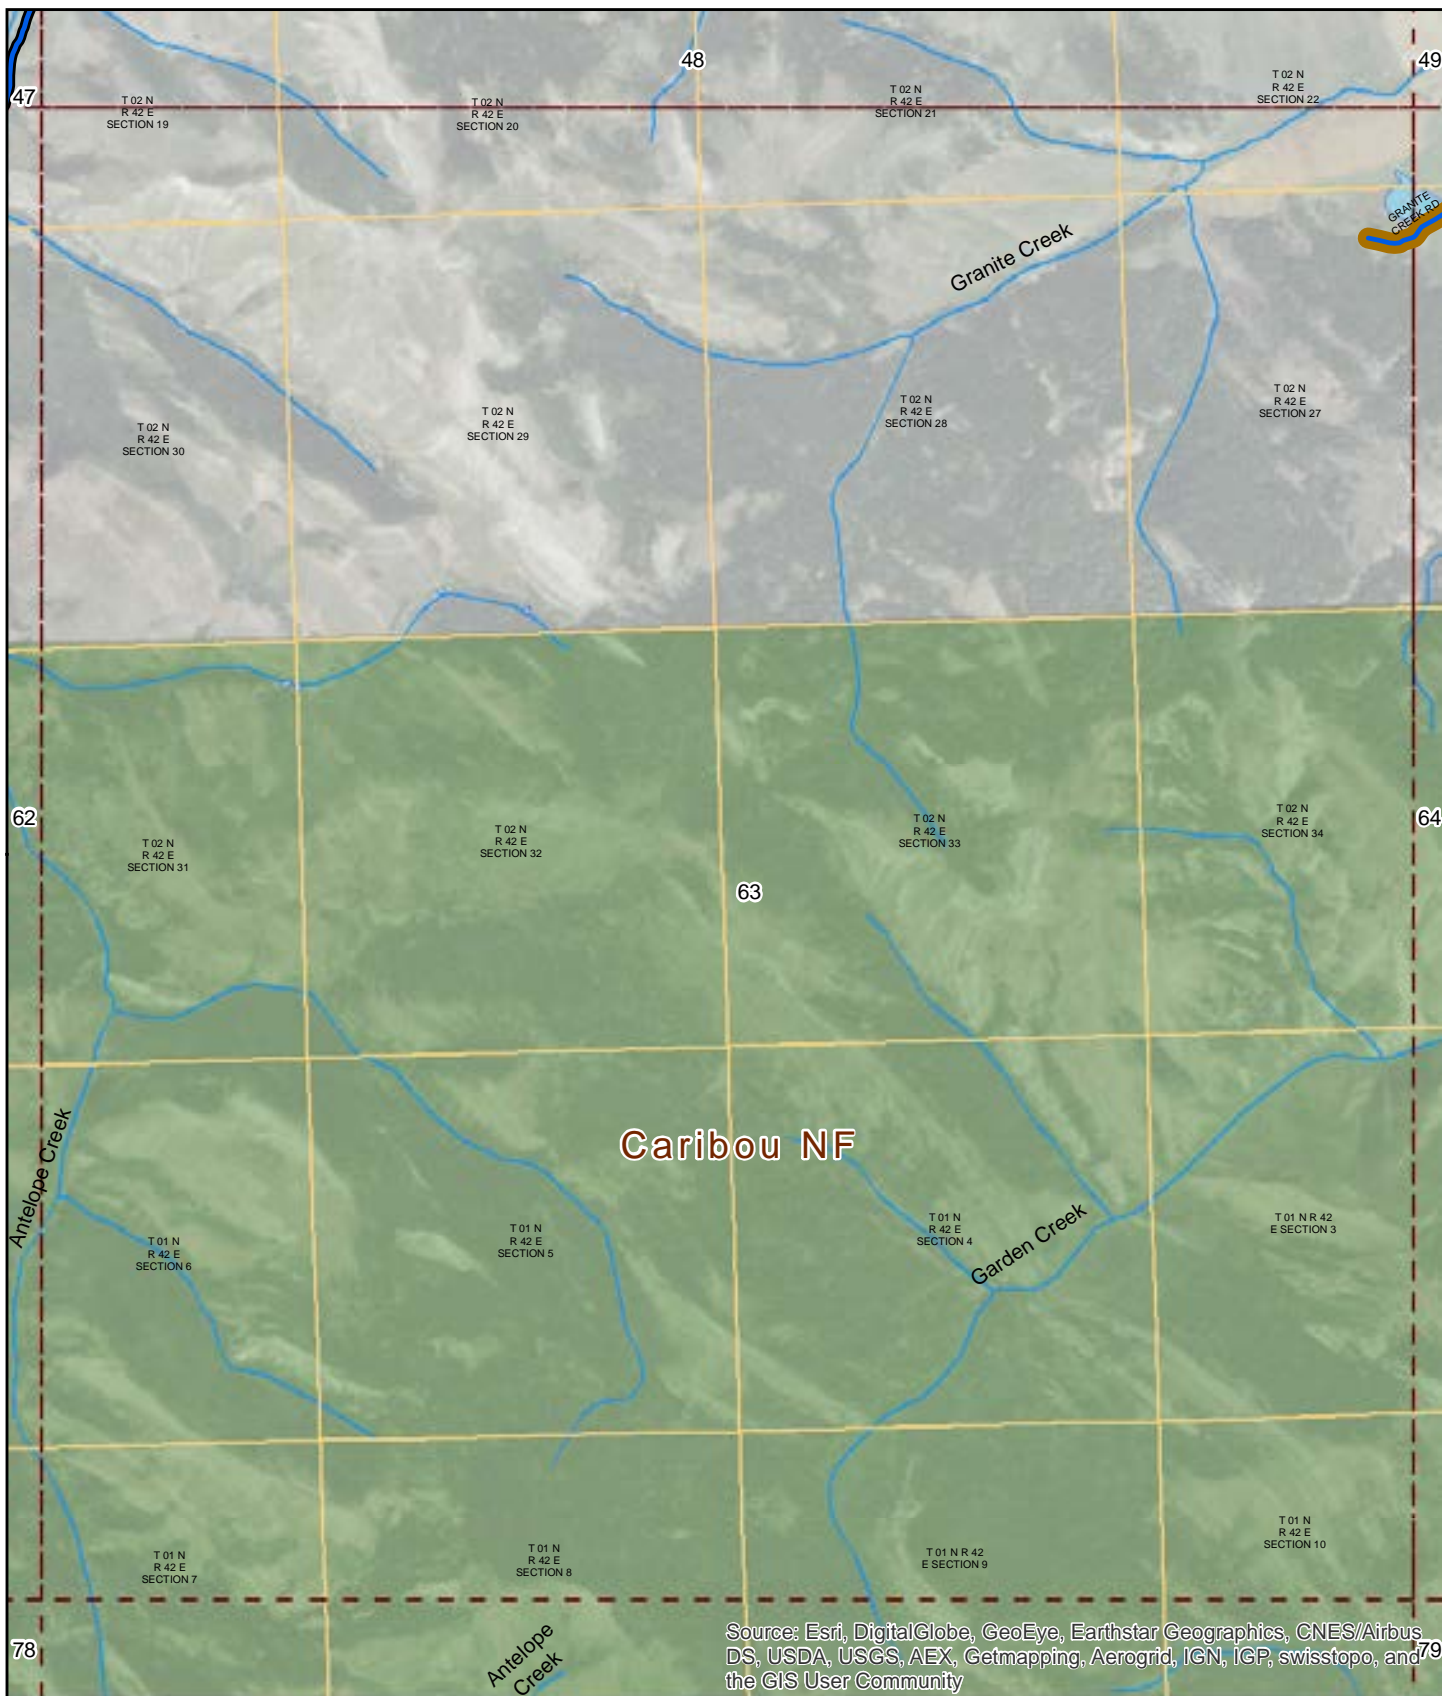 48
49
47
T 02 N
R 42 E
SECTION 19
T 02 N
R 42 E
SECTION 20
T 02 N
R 42 E
SECTION 21
T 02 N
R 42 E
SECTION 22
GRANITE
CREEK RD
Granite Creek
T 02 N
R 42 E
SECTION 30
T 02 N
R 42 E
SECTION 29
T 02 N
R 42 E
SECTION 28
T 02 N
R 42 E
SECTION 27
62
64
T 02 N
R 42 E
SECTION 31
T 02 N
R 42 E
SECTION 32
T 02 N
R 42 E
SECTION 33
T 02 N
R 42 E
SECTION 34
63
Caribou NF
Antelope Creek
T 01 N
R 42 E
SECTION 6
T 01 N
R 42 E
SECTION 5
T 01 N
R 42 E
SECTION 4
Garden Creek
T 01 N R 42
E SECTION 3
T 01 N
R 42 E
SECTION 7
T 01 N
R 42 E
SECTION 8
T 01 N R 42
E SECTION 9
T 01 N
R 42 E
SECTION 10
78
Antelope
Creek
79
Source: Esri, DigitalGlobe, GeoEye, Earthstar Geographics, CNES/Airbus
DS, USDA, USGS, AEX, Getmapping, Aerogrid, IGN, IGP, swisstopo, and
the GIS User Community